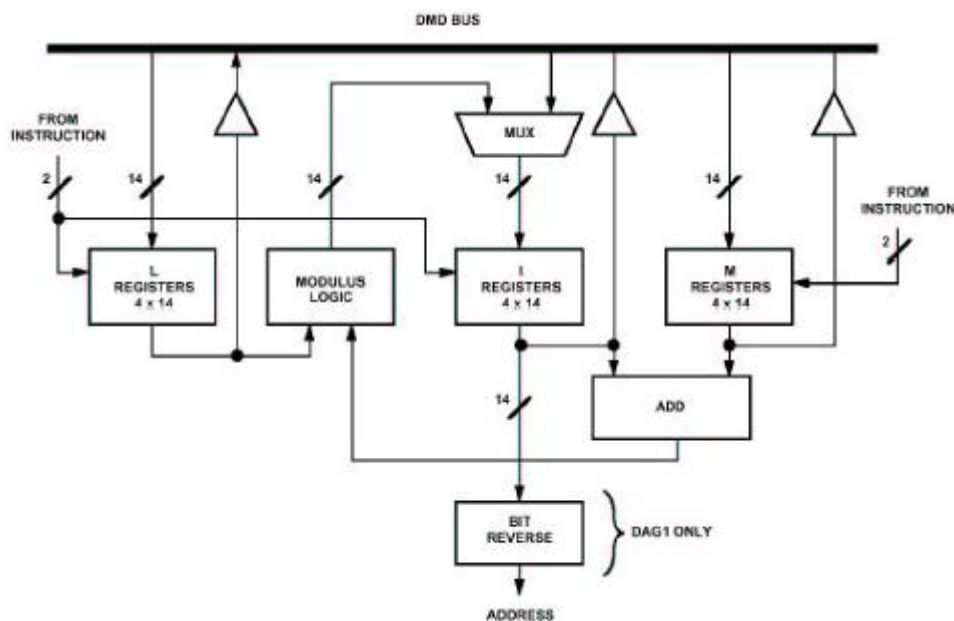 DMD BUS
FROM
INSTRUCTION
MUX
2
14
14
14
14
FROM
INSTRUCTION
2
L
REGISTERS
4 x 14
MODULUS
LOGIC
I
REGISTERS
4 x 14
M
REGISTERS
4 x 14
14
ADD
BIT
REVERSE
DAG1 ONLY
ADDRESS